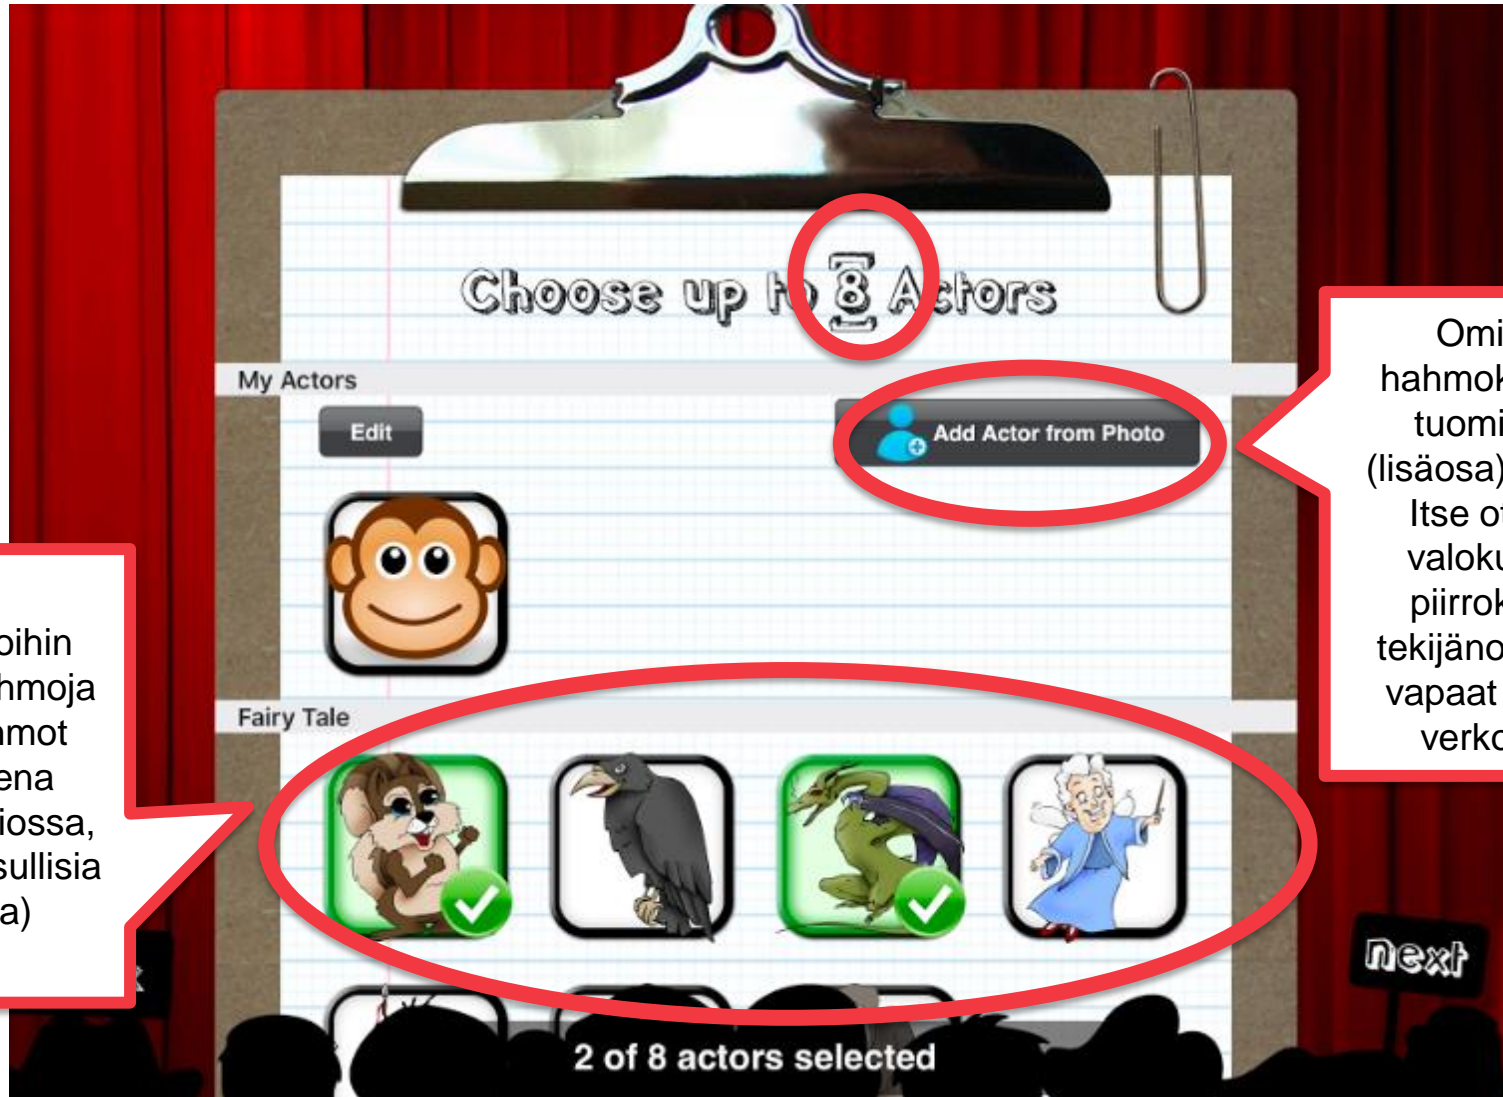 Choose up to 8 Actors
My Actors
Edit
Add Actor from Photo
Fairy Tale
2 of 8 actors selected
next
Omi
hahmok
tuomi
(lisäosa)
Itse ot
valoku
piirrok
tekijäno
vapaat
verko
oihin
hmoja
mot
ena
iossa,
sullisia
a)